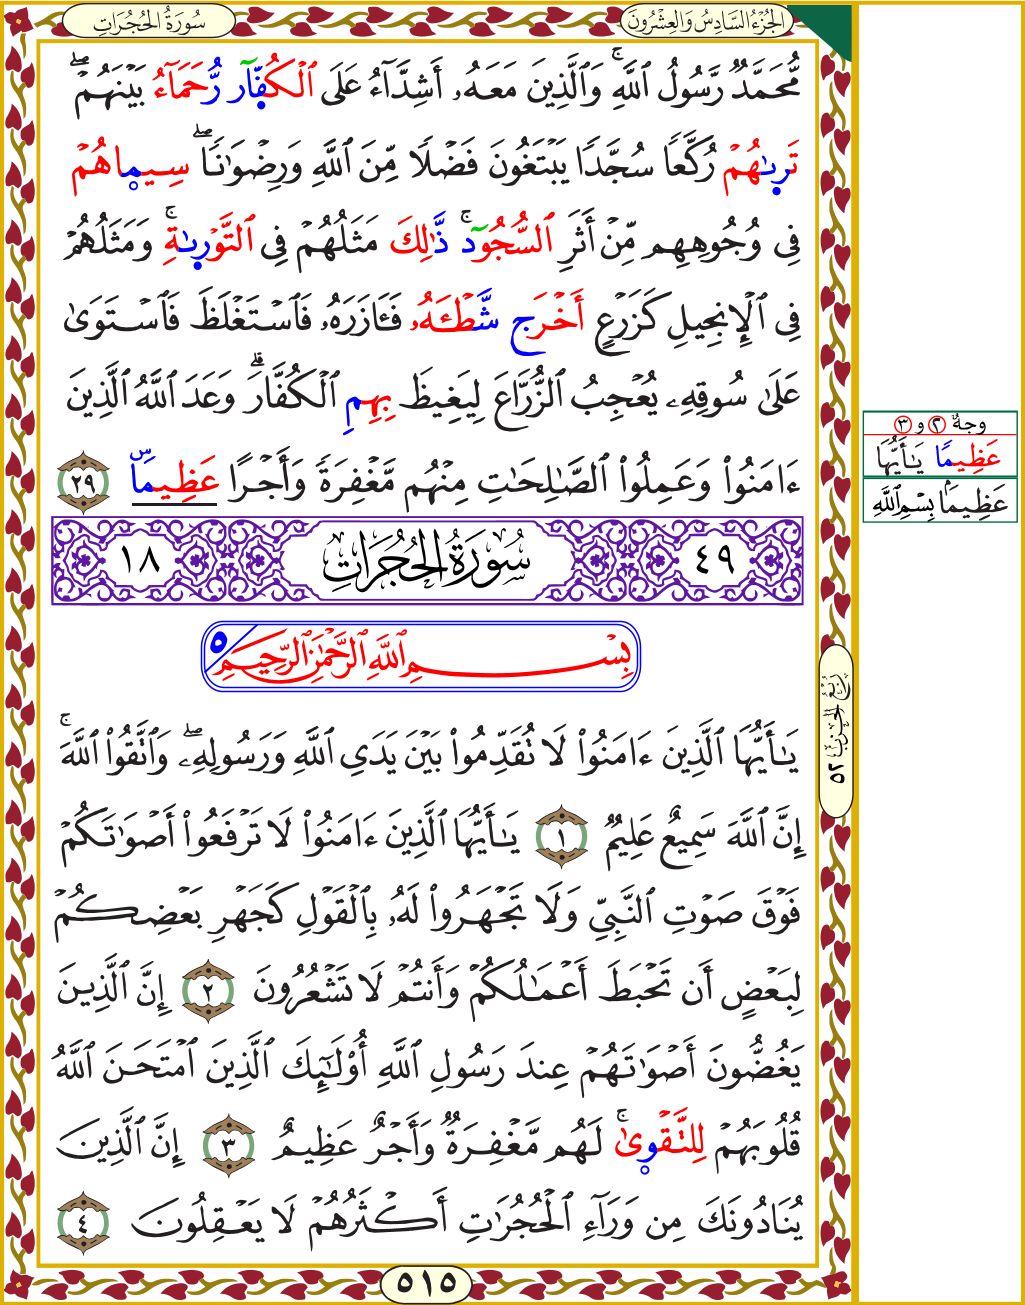 الجُزْءُ السَّادِسُ وَالعِشْرُونَ
سُورَةُ الحُجُرَاتِ
مُّحَمَّدٌ رَّسُولُ ٱللَّهِۚ وَٱلَّذِينَ مَعَهُۥ أَشِدَّآءُ عَلَى ٱلْكُفّ۪آر رُّحَمَآءُ بَيْنَهُمْۖ
تَر۪ىٰهُمْ رُكَّعٗا سُجَّدٗا يَبْتَغُونَ فَضْلٗا مِّنَ ٱللَّهِ وَرِضْوَٰنٗاۖ سِيم۪اهُمْ
فِي وُجُوهِهِم مِّنْ أَثَرِ ٱلسُّجُود ذَّٰلِكَۚ مَثَلُهُمْ فِي ٱلتَّوْر۪ىٰةِۚ وَمَثَلُهُمْ
فِي ٱلْإِنجِيلِ كَزَرْعٍ أَخْرَج شَّطْـَٔهُۥ فَـَٔازَرَهُۥ فَٱسْتَغْلَظَ فَٱسْتَوَىٰ
عَلَىٰ سُوقِهِۦ يُعْجِبُ ٱلزُّرَّاعَ لِيَغِيظَ بِهِمِ ٱلْكُفَّارَۗ وَعَدَ ٱللَّهُ ٱلَّذِينَ
ءَامَنُوا۟ وَعَمِلُوا۟ ٱلصَّٰلِحَٰتِ مِنْهُم مَّغْفِرَةٗ وَأَجْرًا عَظِيمَاۜ ٢٩
٤٩ سُورَةُ الحُجُرَاتِ ١٨
بِسْمِ ٱللَّهِ ٱلرَّحْمَٰنِ ٱلرَّحِيمِ ٥
يَٰٓأَيُّهَا ٱلَّذِينَ ءَامَنُوا۟ لَا تُقَدِّمُوا۟ بَيْنَ يَدَيِ ٱللَّهِ وَرَسُولِهِۦۖ وَٱتَّقُوا۟ ٱللَّهَۚ
إِنَّ ٱللَّهَ سَمِيعٌ عَلِيمٞ ١ يَٰٓأَيُّهَا ٱلَّذِينَ ءَامَنُوا۟ لَا تَرْفَعُوٓا۟ أَصْوَٰتَكُمْ
فَوْقَ صَوْتِ ٱلنَّبِيِّ وَلَا تَجْهَرُوا۟ لَهُۥ بِٱلْقَوْلِ كَجَهْرِ بَعْضِكُمْ
لِبَعْضٍ أَن تَحْبَطَ أَعْمَٰلُكُمْ وَأَنتُمْ لَا تَشْعُرُونَ ٢ إِنَّ ٱلَّذِينَ
يَغُضُّونَ أَصْوَٰتَهُمْ عِندَ رَسُولِ ٱللَّهِ أُو۟لَٰٓئِكَ ٱلَّذِينَ ٱمْتَحَنَ ٱللَّهُ
قُلُوبَهُمْ لِلتَّقْو۪ىٰۚ لَهُم مَّغْفِرَةٞ وَأَجْرٌ عَظِيمٌ ٣ إِنَّ ٱلَّذِينَ
يُنَادُونَكَ مِن وَرَآءِ ٱلْحُجُرَٰتِ أَكْثَرُهُمْ لَا يَعْقِلُونَ ٤
٥١٥
رُبْعُ الحِزْبِ ٥٢
وجهٌ ٢ و ٣
عَظِيمٗا يَٰٓأَيُّهَا
عَظِيمَاۢ بِسْمِ ٱللَّهِ